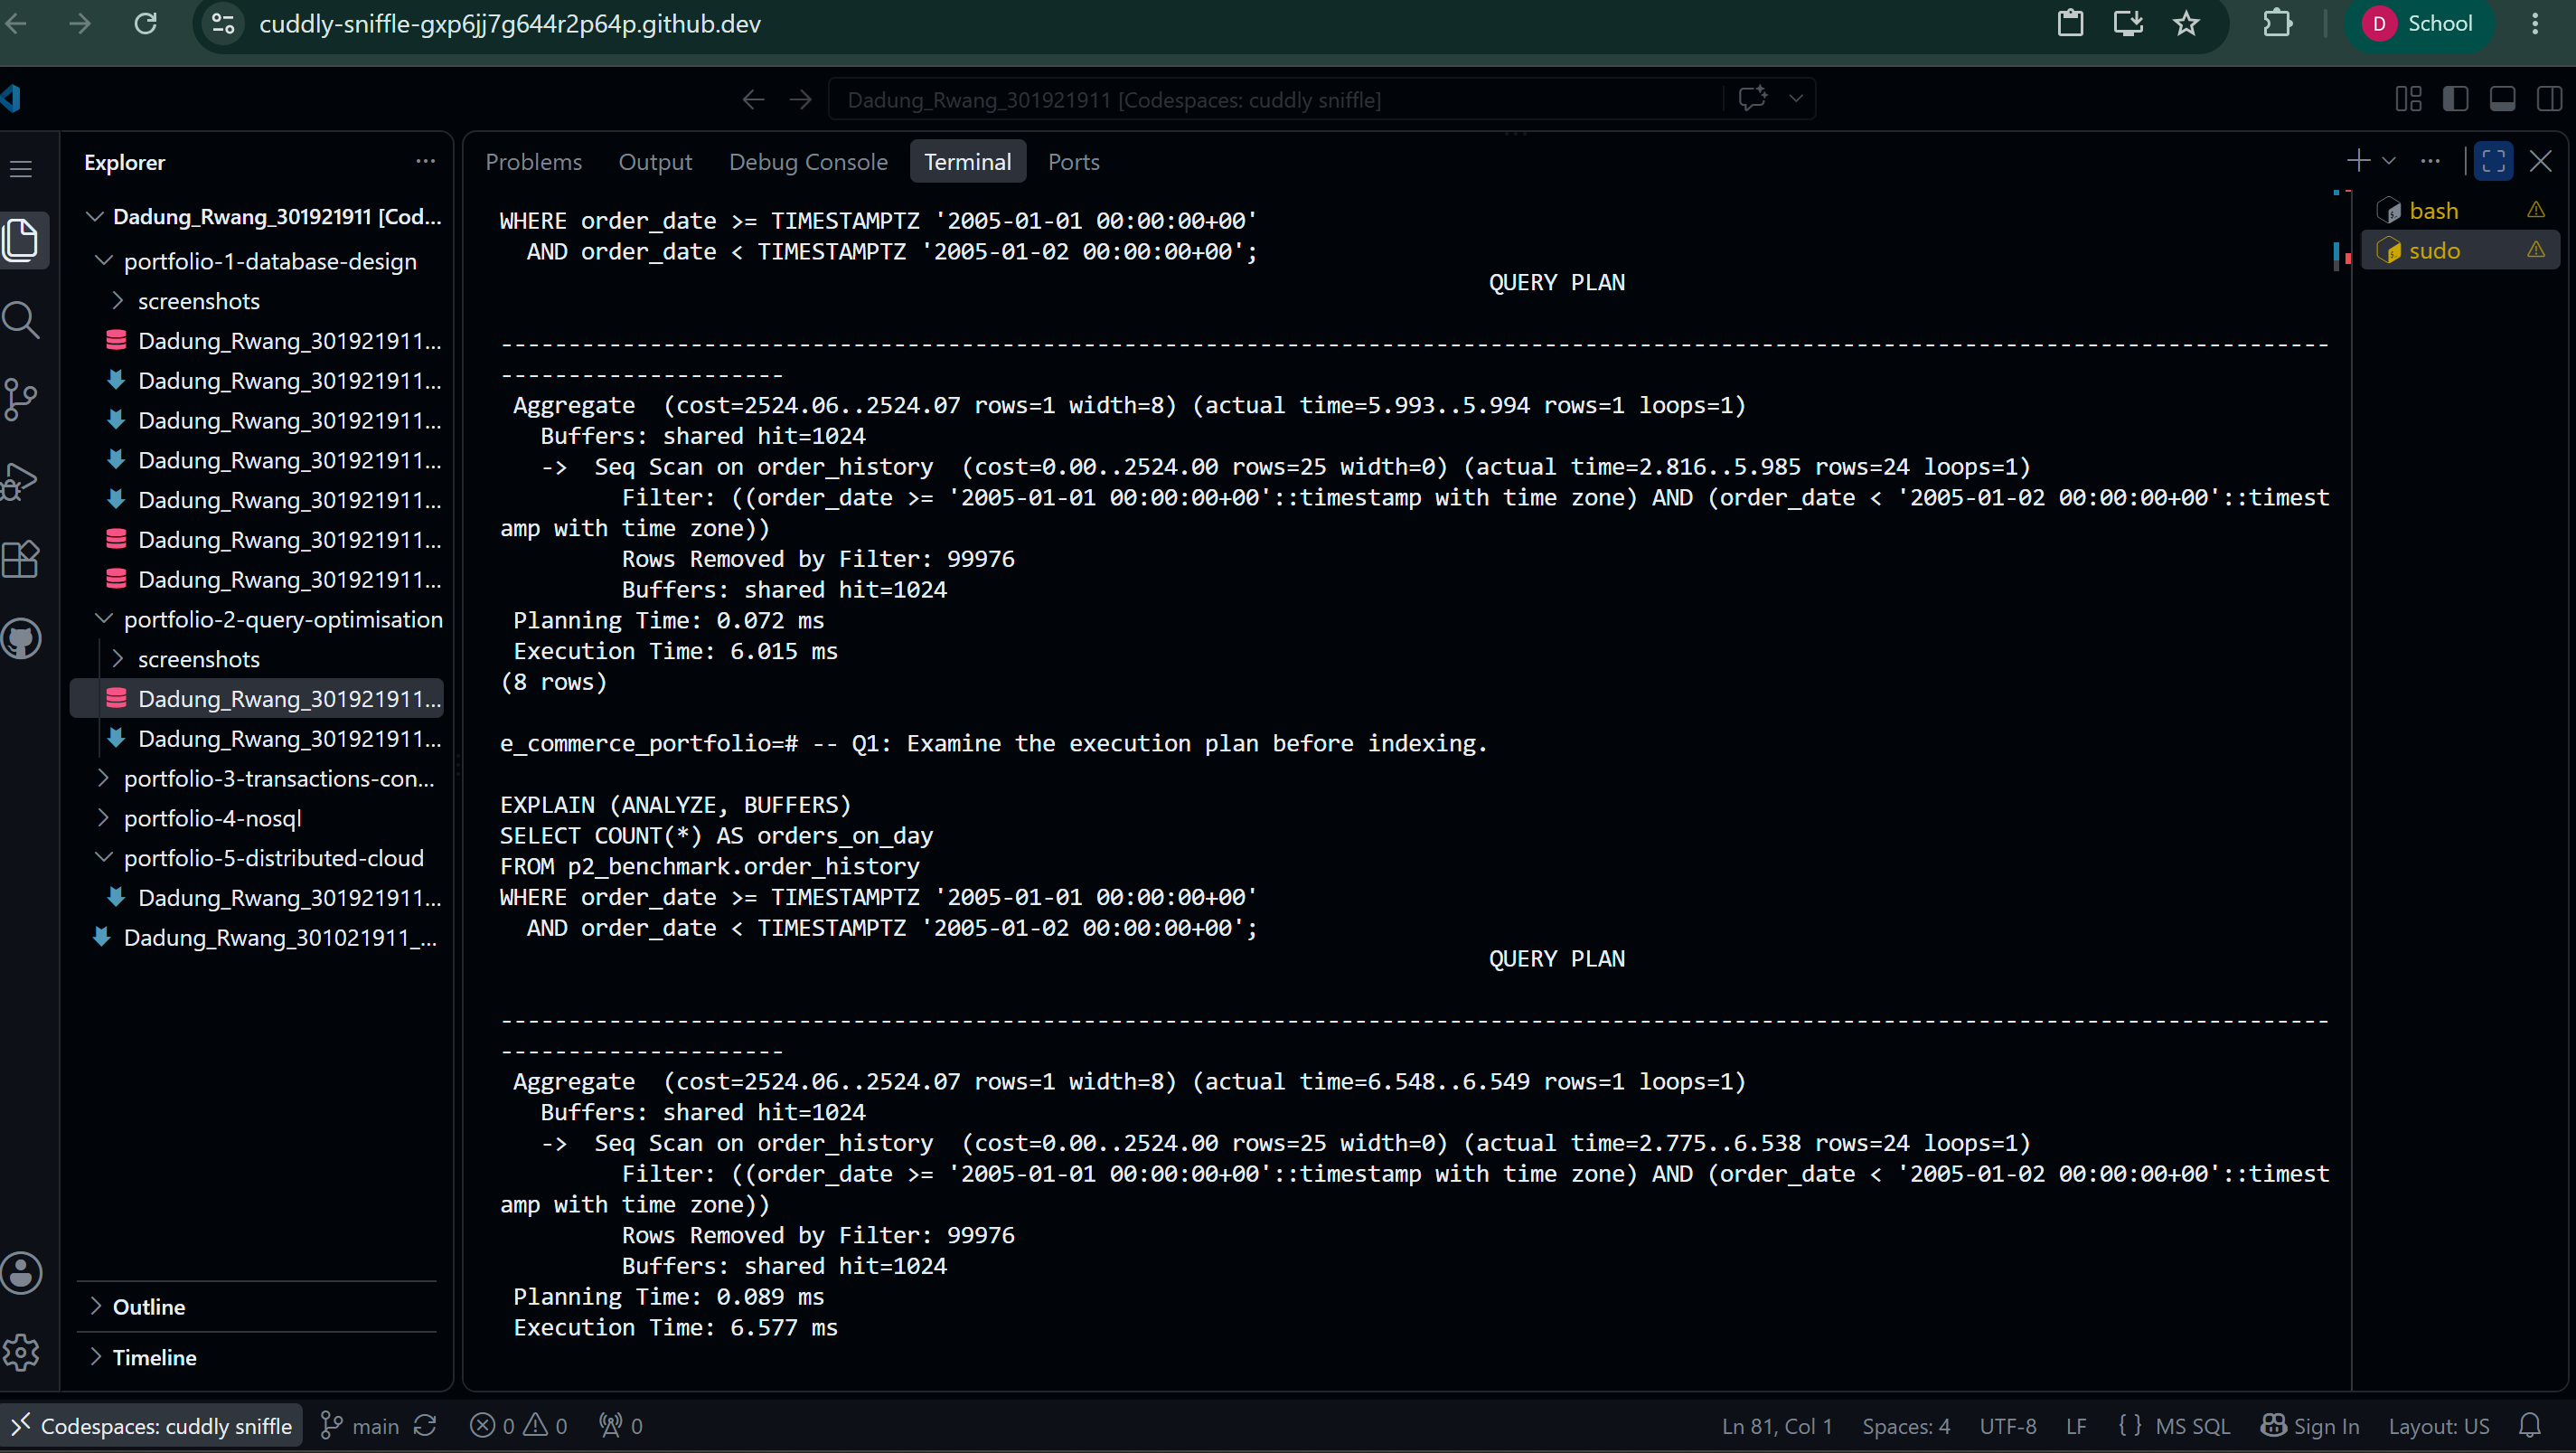 cuddly-sniffle-gxp6jj7g644r2p64p.github.dev
D School
Dadung_Rwang_301921911 [Codespaces: cuddly sniffle]
Explorer
Dadung_Rwang_301921911 [Cod...
portfolio-1-database-design
screenshots
Dadung_Rwang_301921911...
Dadung_Rwang_301921911...
Dadung_Rwang_301921911...
Dadung_Rwang_301921911...
Dadung_Rwang_301921911...
Dadung_Rwang_301921911...
Dadung_Rwang_301921911...
portfolio-2-query-optimisation
screenshots
Dadung_Rwang_301921911...
Dadung_Rwang_301921911...
portfolio-3-transactions-con...
portfolio-4-nosql
portfolio-5-distributed-cloud
Dadung_Rwang_301921911...
Dadung_Rwang_301021911_...
Outline
Timeline
Problems Output Debug Console Terminal Ports
bash
sudo
WHERE order_date >= TIMESTAMPTZ '2005-01-01 00:00:00+00'
AND order_date < TIMESTAMPTZ '2005-01-02 00:00:00+00';
QUERY PLAN
---------------------------------------------------------------------------------------------------------------------------------------
---------------------
Aggregate (cost=2524.06..2524.07 rows=1 width=8) (actual time=5.993..5.994 rows=1 loops=1)
Buffers: shared hit=1024
-> Seq Scan on order_history (cost=0.00..2524.00 rows=25 width=0) (actual time=2.816..5.985 rows=24 loops=1)
Filter: ((order_date >= '2005-01-01 00:00:00+00'::timestamp with time zone) AND (order_date < '2005-01-02 00:00:00+00'::timest
amp with time zone))
Rows Removed by Filter: 99976
Buffers: shared hit=1024
Planning Time: 0.072 ms
Execution Time: 6.015 ms
(8 rows)
e_commerce_portfolio=# -- Q1: Examine the execution plan before indexing.
EXPLAIN (ANALYZE, BUFFERS)
SELECT COUNT(*) AS orders_on_day
FROM p2_benchmark.order_history
WHERE order_date >= TIMESTAMPTZ '2005-01-01 00:00:00+00'
AND order_date < TIMESTAMPTZ '2005-01-02 00:00:00+00';
QUERY PLAN
---------------------------------------------------------------------------------------------------------------------------------------
---------------------
Aggregate (cost=2524.06..2524.07 rows=1 width=8) (actual time=6.548..6.549 rows=1 loops=1)
Buffers: shared hit=1024
-> Seq Scan on order_history (cost=0.00..2524.00 rows=25 width=0) (actual time=2.775..6.538 rows=24 loops=1)
Filter: ((order_date >= '2005-01-01 00:00:00+00'::timestamp with time zone) AND (order_date < '2005-01-02 00:00:00+00'::timest
amp with time zone))
Rows Removed by Filter: 99976
Buffers: shared hit=1024
Planning Time: 0.089 ms
Execution Time: 6.577 ms
Codespaces: cuddly sniffle main 0 0 0 Ln 81, Col 1 Spaces: 4 UTF-8 LF {} MS SQL Sign In Layout: US